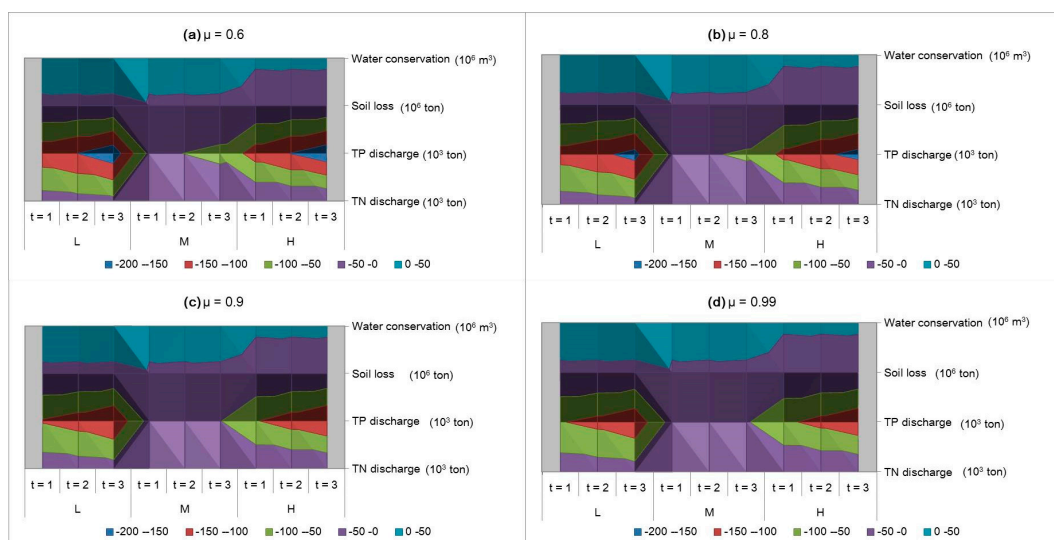 (a) μ = 0.6
Water conservation (10⁶ m³)
Soil loss (10⁶ ton)
TP discharge (10³ ton)
TN discharge (10³ ton)
t = 1 t = 2 t = 3 t = 1 t = 2 t = 3 t = 1 t = 2 t = 3
L M H
-200 --150 -150 --100 -100 --50 -50 -0 0 -50
(b) μ = 0.8
Water conservation (10⁶ m³)
Soil loss (10⁶ ton)
TP discharge (10³ ton)
TN discharge (10³ ton)
t = 1 t = 2 t = 3 t = 1 t = 2 t = 3 t = 1 t = 2 t = 3
L M H
-200 --150 -150 --100 -100 --50 -50 -0 0 -50
(c) μ = 0.9
Water conservation (10⁶ m³)
Soil loss (10⁶ ton)
TP discharge (10³ ton)
TN discharge (10³ ton)
t = 1 t = 2 t = 3 t = 1 t = 2 t = 3 t = 1 t = 2 t = 3
L M H
-200 --150 -150 --100 -100 --50 -50 -0 0 -50
(d) μ = 0.99
Water conservation (10⁶ m³)
Soil loss (10⁶ ton)
TP discharge (10³ ton)
TN discharge (10³ ton)
t = 1 t = 2 t = 3 t = 1 t = 2 t = 3 t = 1 t = 2 t = 3
L M H
-200 --150 -150 --100 -100 --50 -50 -0 0 -50